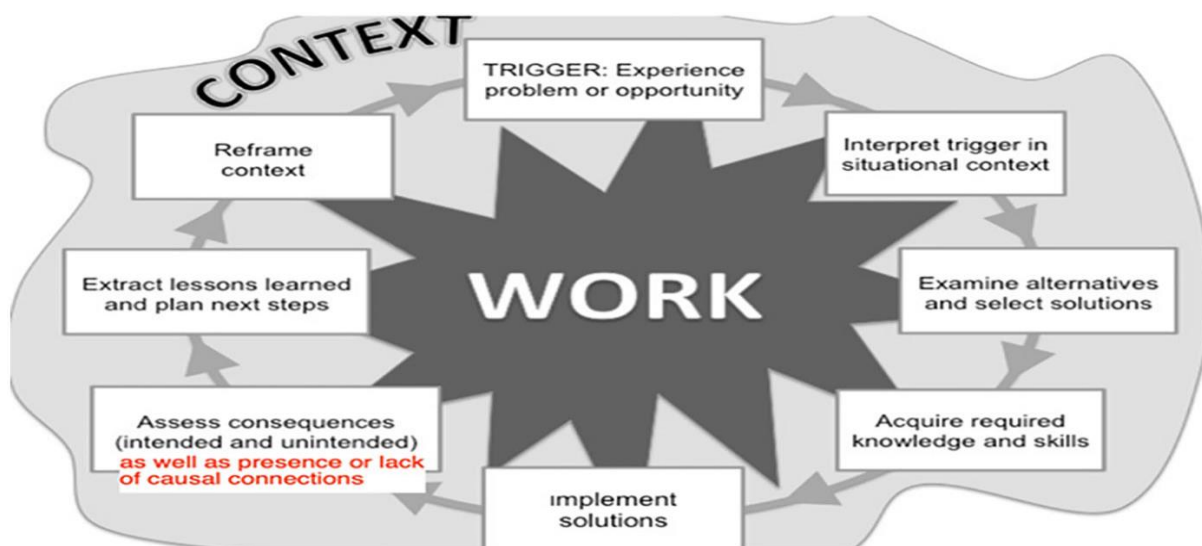 CONTEXT
TRIGGER: Experience
problem or opportunity
Interpret trigger in
situational context
Examine alternatives
and select solutions
Acquire required
knowledge and skills
Implement
solutions
Assess consequences
(intended and unintended)
as well as presence or lack
of causal connections
Extract lessons learned
and plan next steps
Reframe
context
WORK